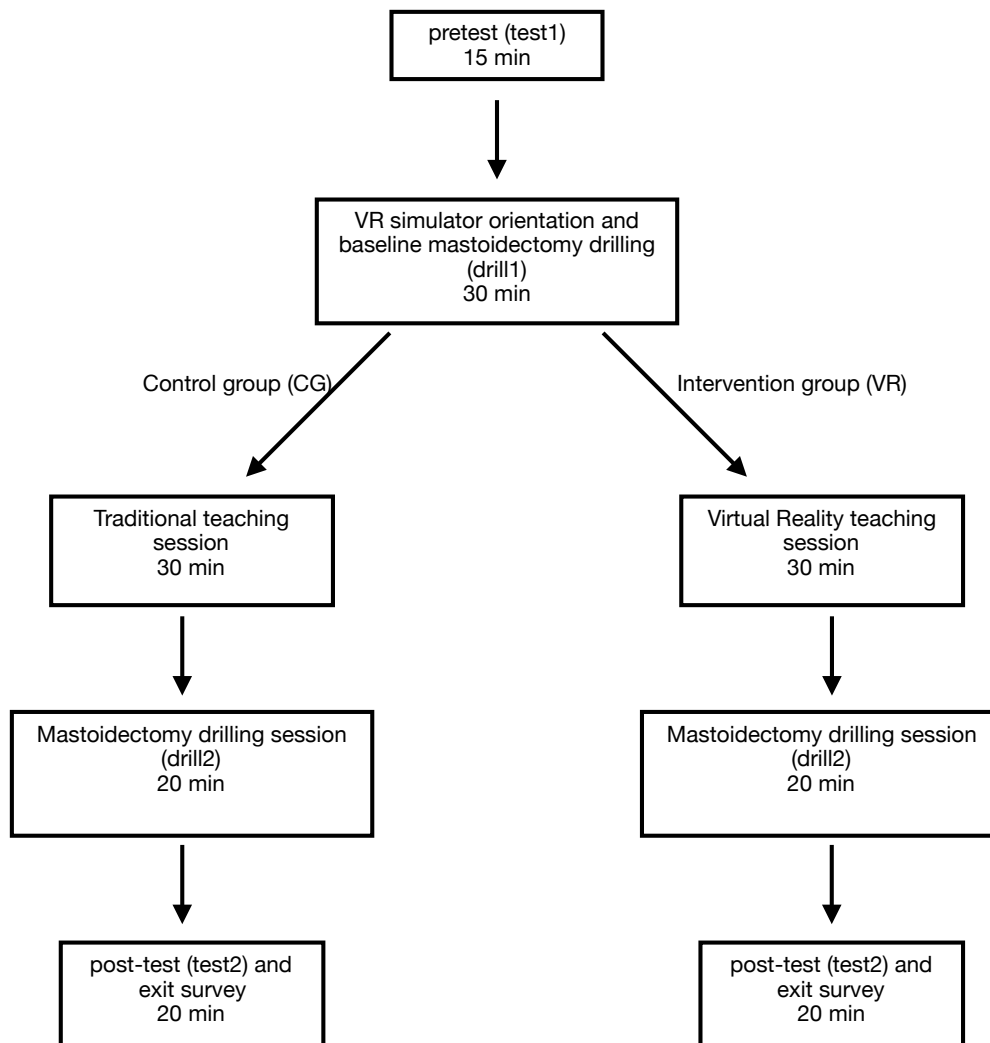 pretest (test1)
15 min
VR simulator orientation and
baseline mastoidectomy drilling
(drill1)
30 min
Control group (CG)
Intervention group (VR)
Traditional teaching
session
30 min
Virtual Reality teaching
session
30 min
Mastoidectomy drilling session
(drill2)
20 min
Mastoidectomy drilling session
(drill2)
20 min
post-test (test2) and
exit survey
20 min
post-test (test2) and
exit survey
20 min